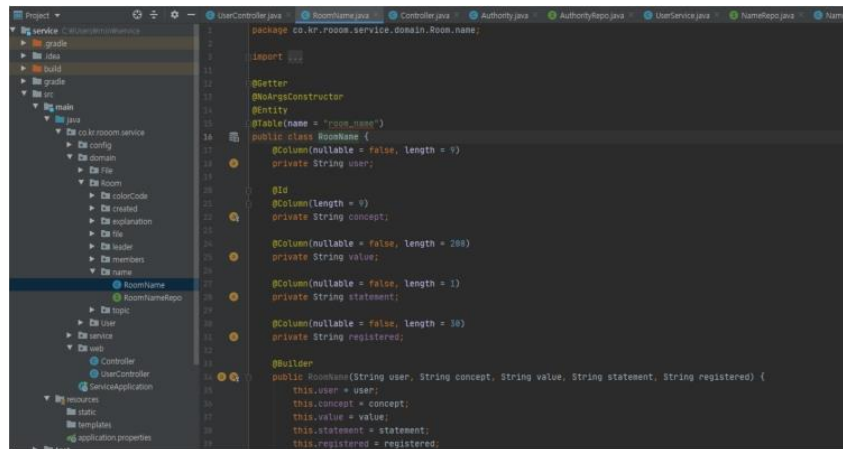 Project
UserController.java
RoomName.java
Controller.java
Authority.java
AuthorityRepo.java
UserService.java
NameRepo.java
service
.gradle
.idea
build
gradle
src
main
java
co.kr.rooom.service
config
domain
File
Room
colorCode
created
explanation
file
leader
members
name
RoomName
RoomNameRepo
topic
User
service
web
Controller
UserController
ServiceApplication
resources
static
templates
application.properties
package co.kr.rooom.service.domain.Room.name;
import ...
@Getter
@NoArgsConstructor
@Entity
@Table(name = "room_name")
16 public class RoomName {
@Column(nullable = false, length = 9)
private String user;
@Id
@Column(length = 9)
private String concept;
@Column(nullable = false, length = 208)
private String value;
@Column(nullable = false, length = 1)
private String statement;
@Column(nullable = false, length = 30)
private String registered;
@Builder
public RoomName(String user, String concept, String value, String statement, String registered) {
this.user = user;
this.concept = concept;
this.value = value;
this.statement = statement;
this.registered = registered;